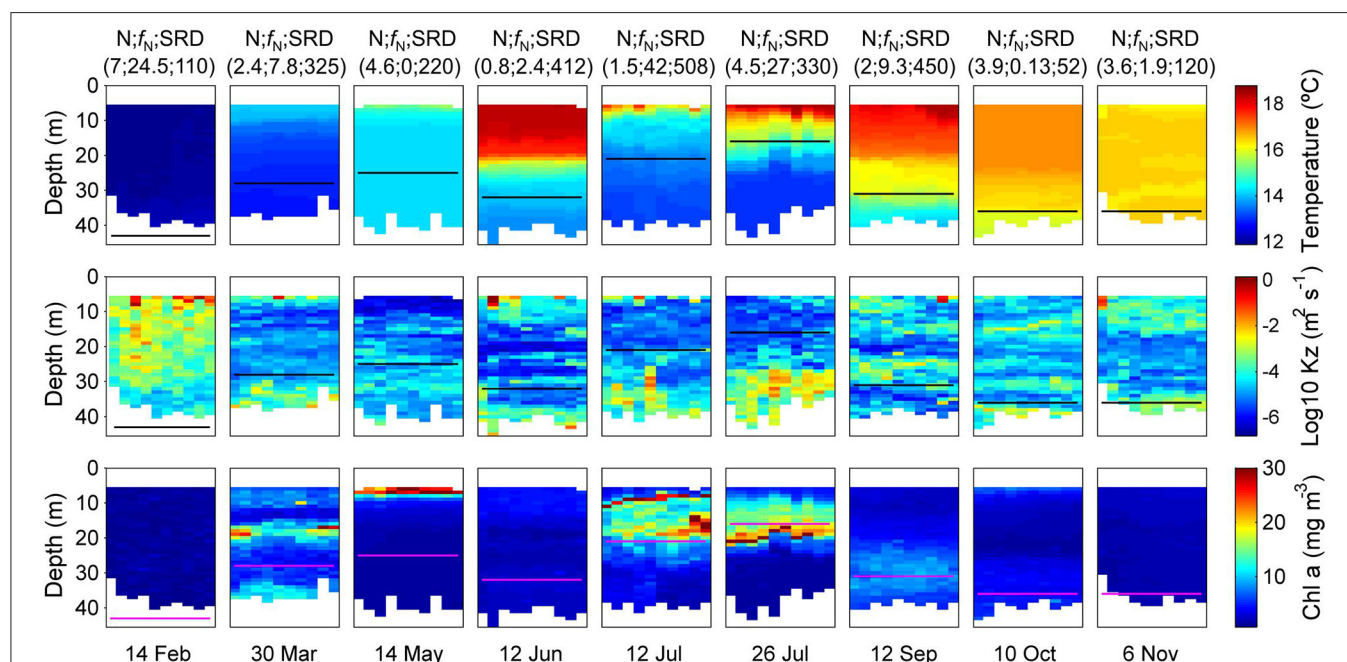 N;fN;SRD N;fN;SRD N;fN;SRD N;fN;SRD N;fN;SRD N;fN;SRD N;fN;SRD N;fN;SRD N;fN;SRD
(7;24.5;110) (2.4;7.8;325) (4.6;0;220) (0.8;2.4;412) (1.5;42;508) (4.5;27;330) (2;9.3;450) (3.9;0.13;52) (3.6;1.9;120)
Depth (m)
0
10
20
30
40
18
16
14
12
Temperature (ºC)
Depth (m)
0
10
20
30
40
0
-2
-4
-6
Log10 Kz (m² s⁻¹)
Depth (m)
0
10
20
30
40
30
20
10
Chl a (mg m⁻³)
14 Feb 30 Mar 14 May 12 Jun 12 Jul 26 Jul 12 Sep 10 Oct 6 Nov